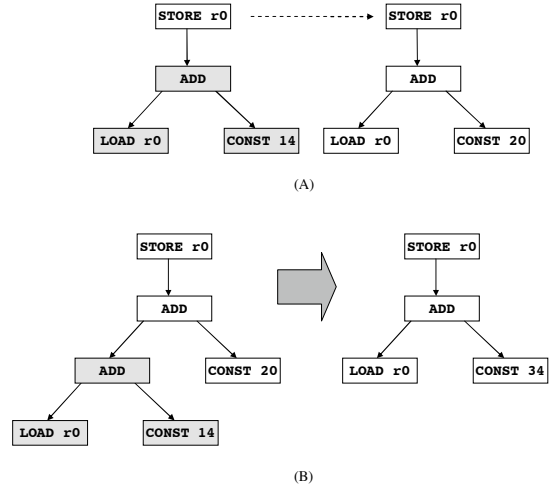 STORE r0 STORE r0
ADD ADD
LOAD r0 CONST 14 LOAD r0 CONST 20
(A)
STORE r0 STORE r0
ADD ADD
ADD CONST 20 LOAD r0 CONST 34
LOAD r0 CONST 14
(B)